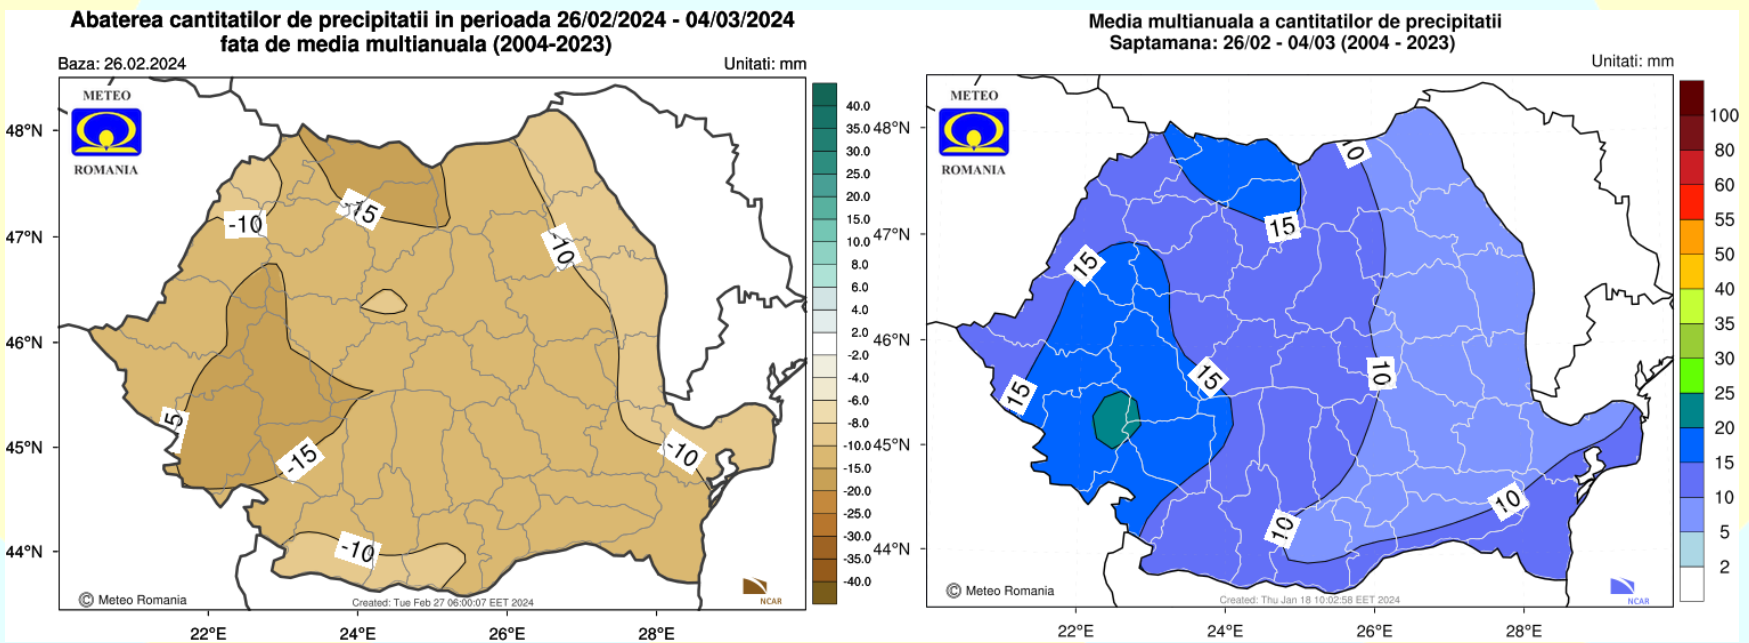 Abaterea cantitatilor de precipitatii in perioada 26/02/2024 - 04/03/2024
fata de media multianuala (2004-2023)
Baza: 26.02.2024
Unitati: mm
METEO
ROMANIA
48°N
47°N
46°N
45°N
44°N
-10
-15
-10
5
-15
-10
-10
40.0
35.0
30.0
25.0
20.0
15.0
10.0
8.0
6.0
4.0
2.0
-2.0
-4.0
-6.0
-8.0
-10.0
-15.0
-20.0
-25.0
-30.0
-35.0
-40.0
© Meteo Romania
Created: Tue Feb 27 06:00:07 EET 2024
NCAR
22°E
24°E
26°E
28°E
Media multianuala a cantitatilor de precipitatii
Saptamana: 26/02 - 04/03 (2004 - 2023)
Unitati: mm
METEO
ROMANIA
48°N
47°N
46°N
45°N
44°N
10
15
15
15
15
10
10
10
100
80
60
55
50
40
35
30
25
20
15
10
5
2
© Meteo Romania
Created: Thu Jan 18 10:02:58 EET 2024
NCAR
22°E
24°E
26°E
28°E